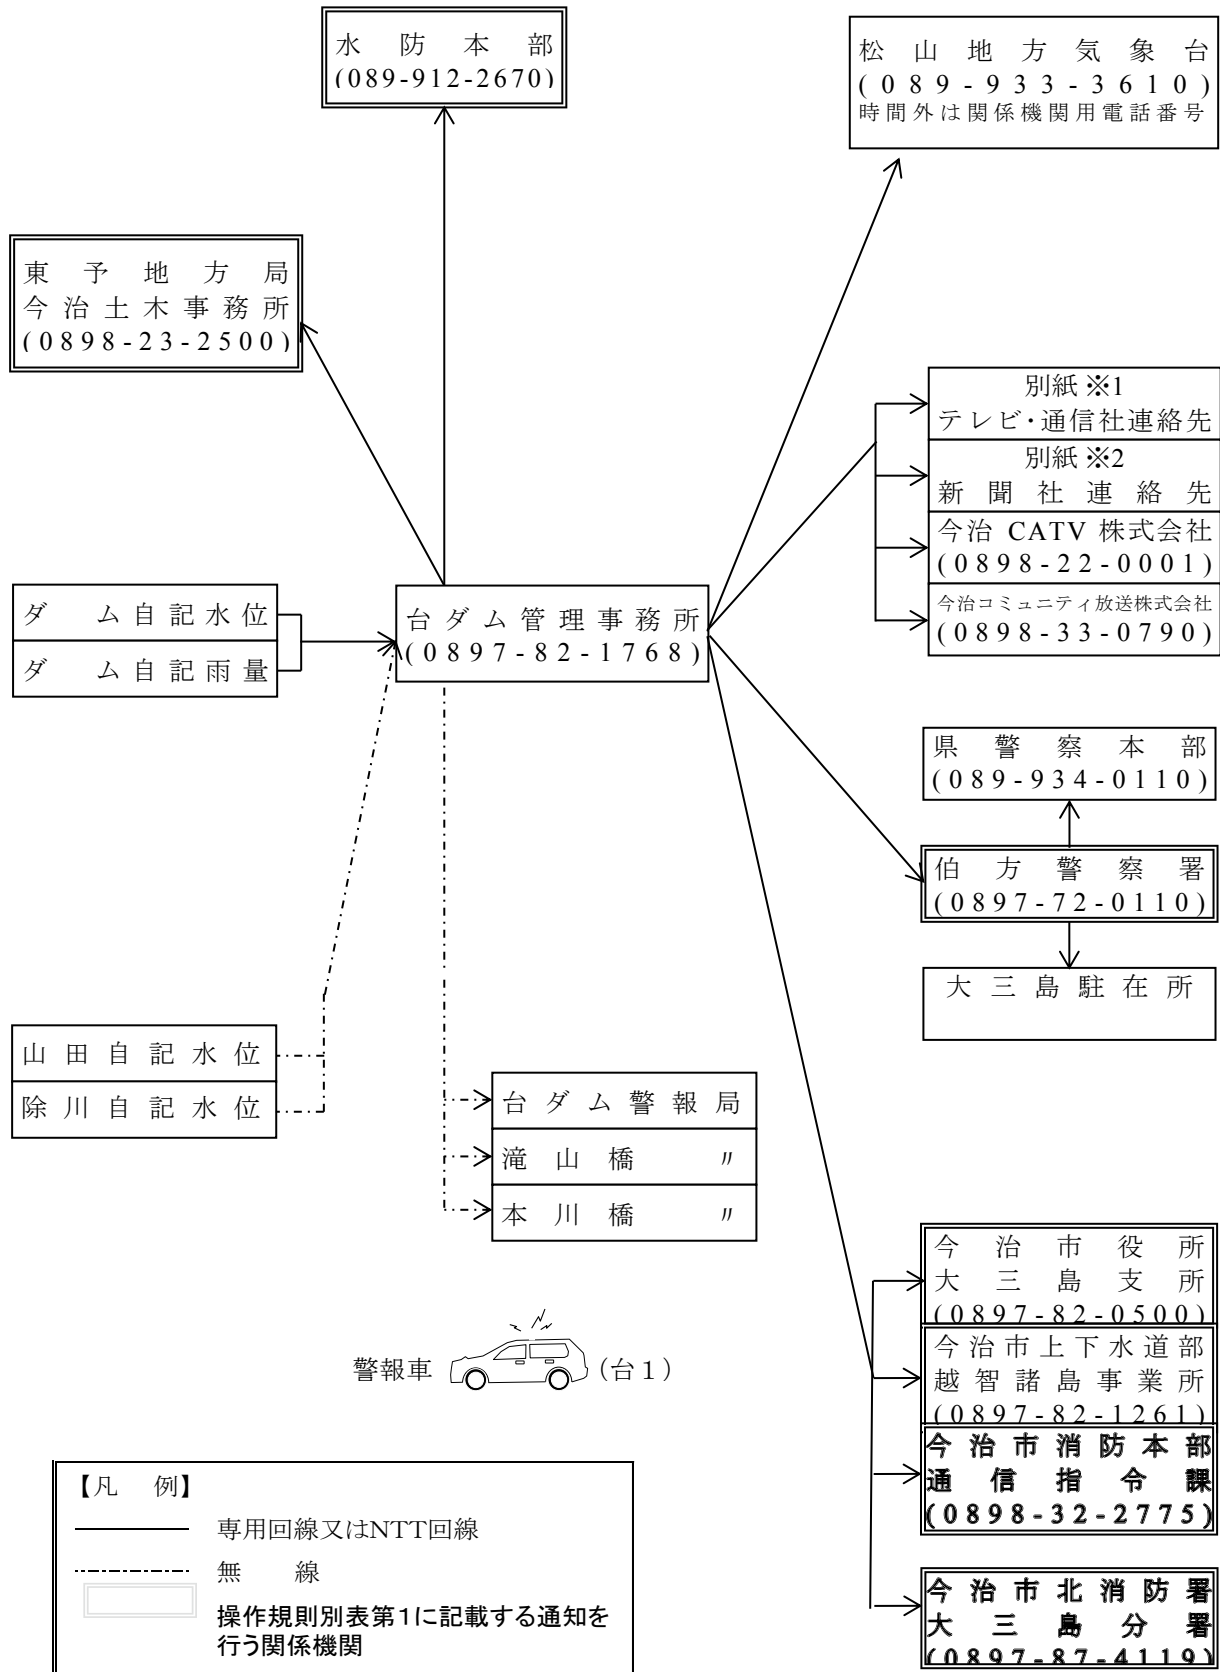 水防本部
(089-912-2670)
松山地方気象台
(089-933-3610)
時間外は関係機関用電話番号
東予地方局
今治土木事務所
(0898-23-2500)
別紙※1
テレビ・通信社連絡先
別紙※2
新聞社連絡先
今治 CATV 株式会社
(0898-22-0001)
今治コミュニティ放送株式会社
(0898-33-0790)
ダム自記水位
ダム自記雨量
台ダム管理事務所
(0897-82-1768)
県警察本部
(089-934-0110)
伯方警察署
(0897-72-0110)
大三島駐在所
山田自記水位
除川自記水位
台ダム警報局
滝山橋 〃
本川橋 〃
今治市役所
大三島支所
(0897-82-0500)
今治市上下水道部
越智諸島事業所
(0897-82-1261)
今治市消防本部
通信指令課
(0898-32-2775)
今治市北消防署
大三島分署
(0897-87-4119)
警報車 (台1)
【凡 例】
専用回線又はNTT回線
無 線
操作規則別表第1に記載する通知を
行う関係機関